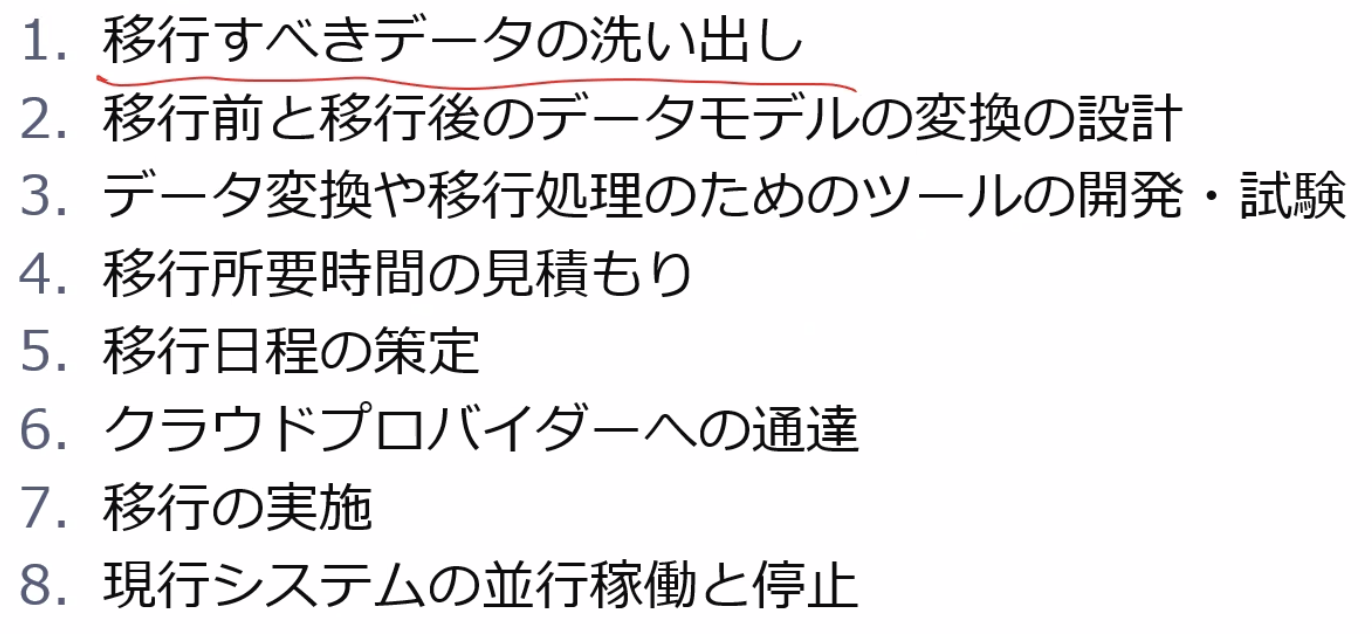 1. 移行すべきデータの洗い出し
2. 移行前と移行後のデータモデルの変換の設計
3. データ変換や移行処理のためのツールの開発・試験
4. 移行所要時間の見積もり
5. 移行日程の策定
6. クラウドプロバイダーへの通達
7. 移行の実施
8. 現行システムの並行稼働と停止